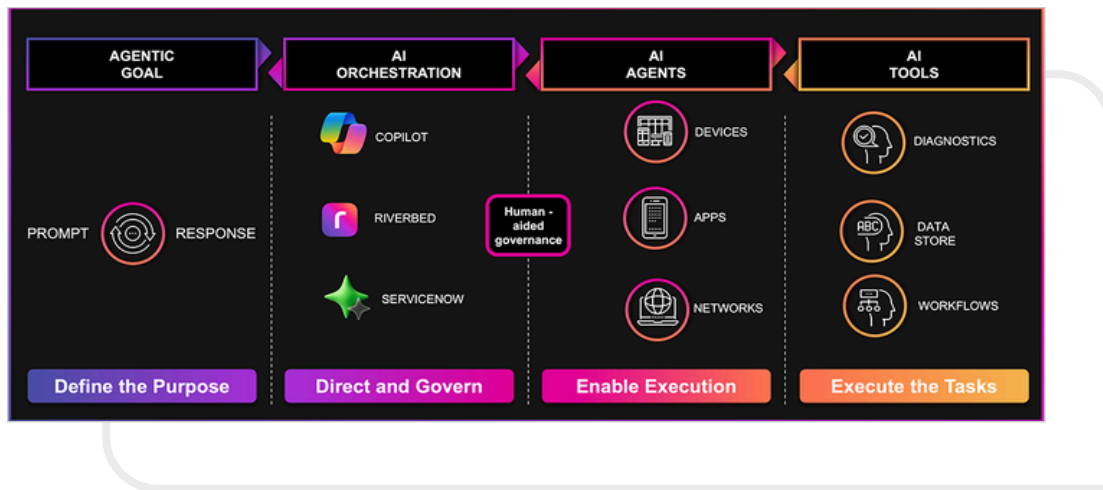 AGENTIC
GOAL
AI
ORCHESTRATION
AI
AGENTS
AI
TOOLS
PROMPT
RESPONSE
COPILOT
r
RIVERBED
SERVICENOW
Human -
aided
governance
DEVICES
APPS
NETWORKS
DIAGNOSTICS
ABC
DATA
STORE
WORKFLOWS
Define the Purpose
Direct and Govern
Enable Execution
Execute the Tasks